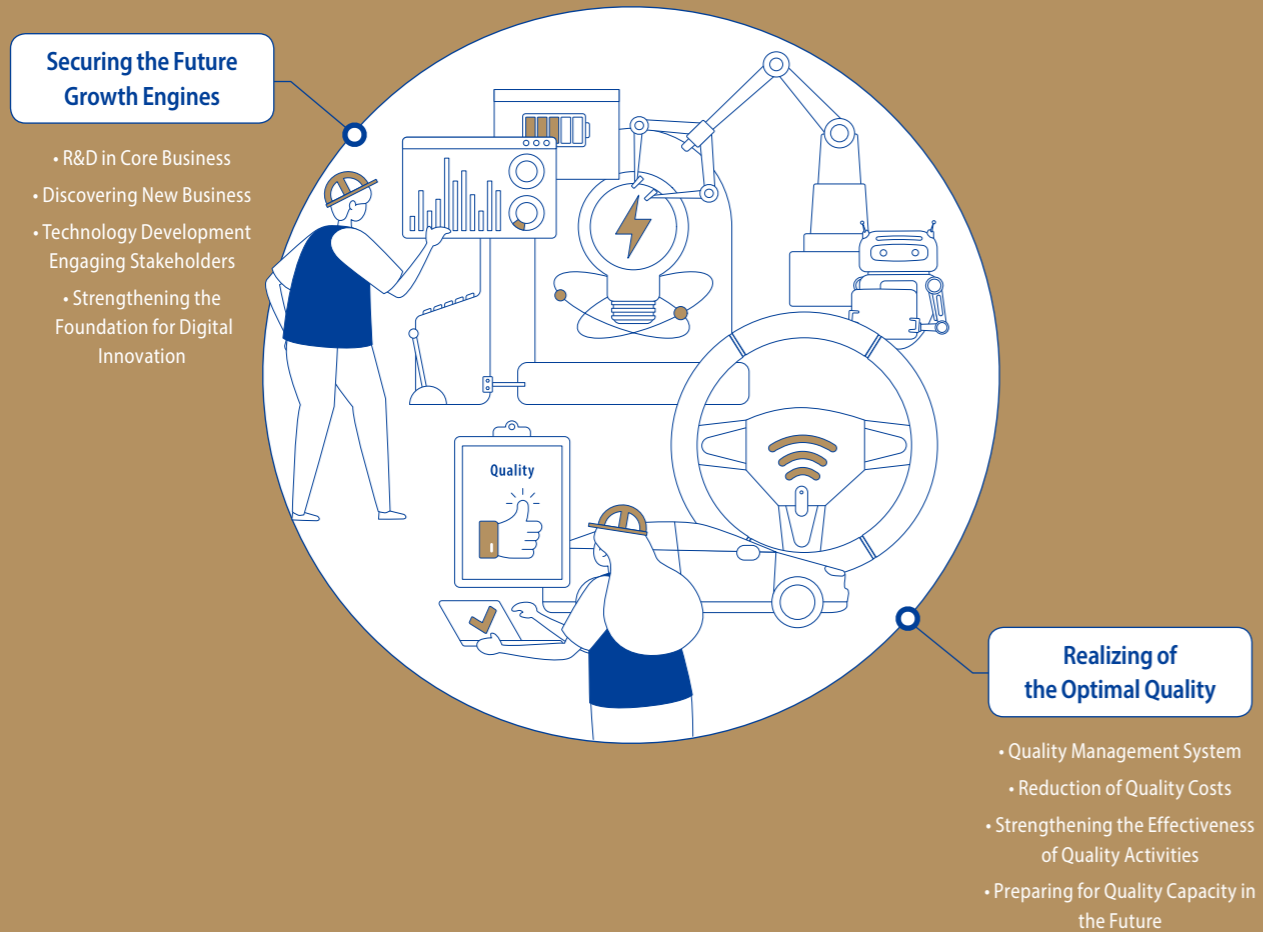 Securing the Future
Growth Engines
• R&D in Core Business
• Discovering New Business
• Technology Development
Engaging Stakeholders
• Strengthening the
Foundation for Digital
Innovation
Quality
Realizing of
the Optimal Quality
• Quality Management System
• Reduction of Quality Costs
• Strengthening the Effectiveness
of Quality Activities
• Preparing for Quality Capacity in
the Future